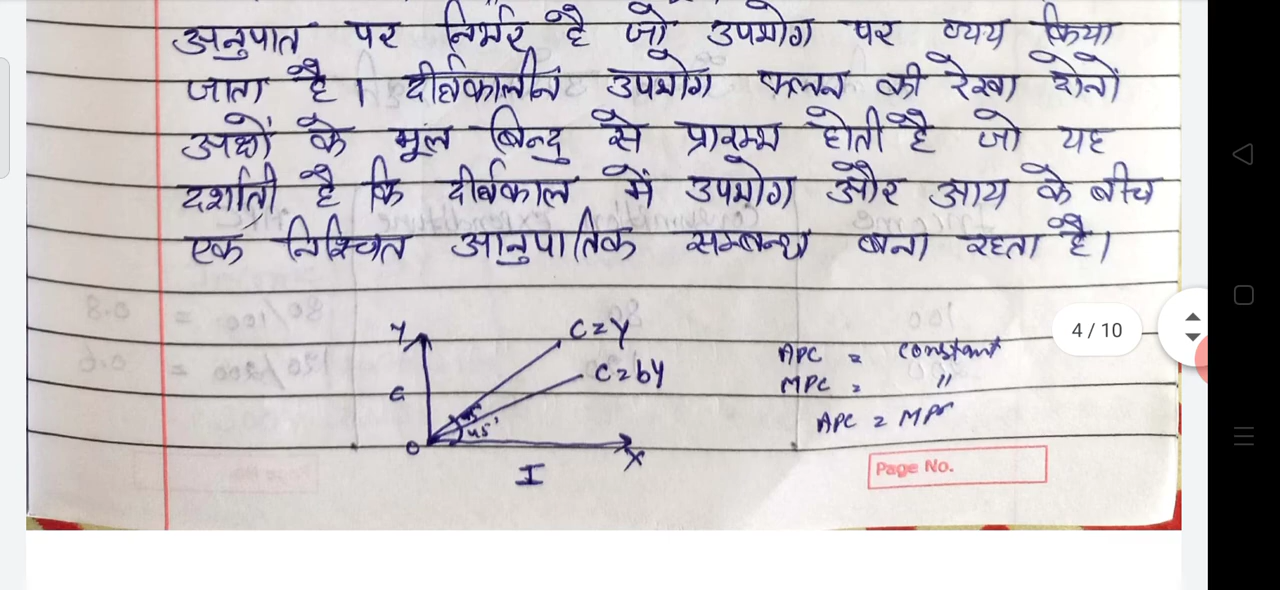 अनुपात पर निर्भर है जो उपभोग पर व्यय किया
जाता है। दीर्घकालीन उपभोग फलन की रेखा दोनों
अक्षों के मूल बिन्दु से प्रारम्भ होती है जो यह
दर्शाती है कि दीर्घकाल में उपभोग और आय के बीच
एक निश्चित आनुपातिक सम्बन्ध बना रहता है।
4 / 10
Y
C = Y
C = bY
C
45°
O
X
I
APC = constant
MPC = "
APC = MPC
Page No.